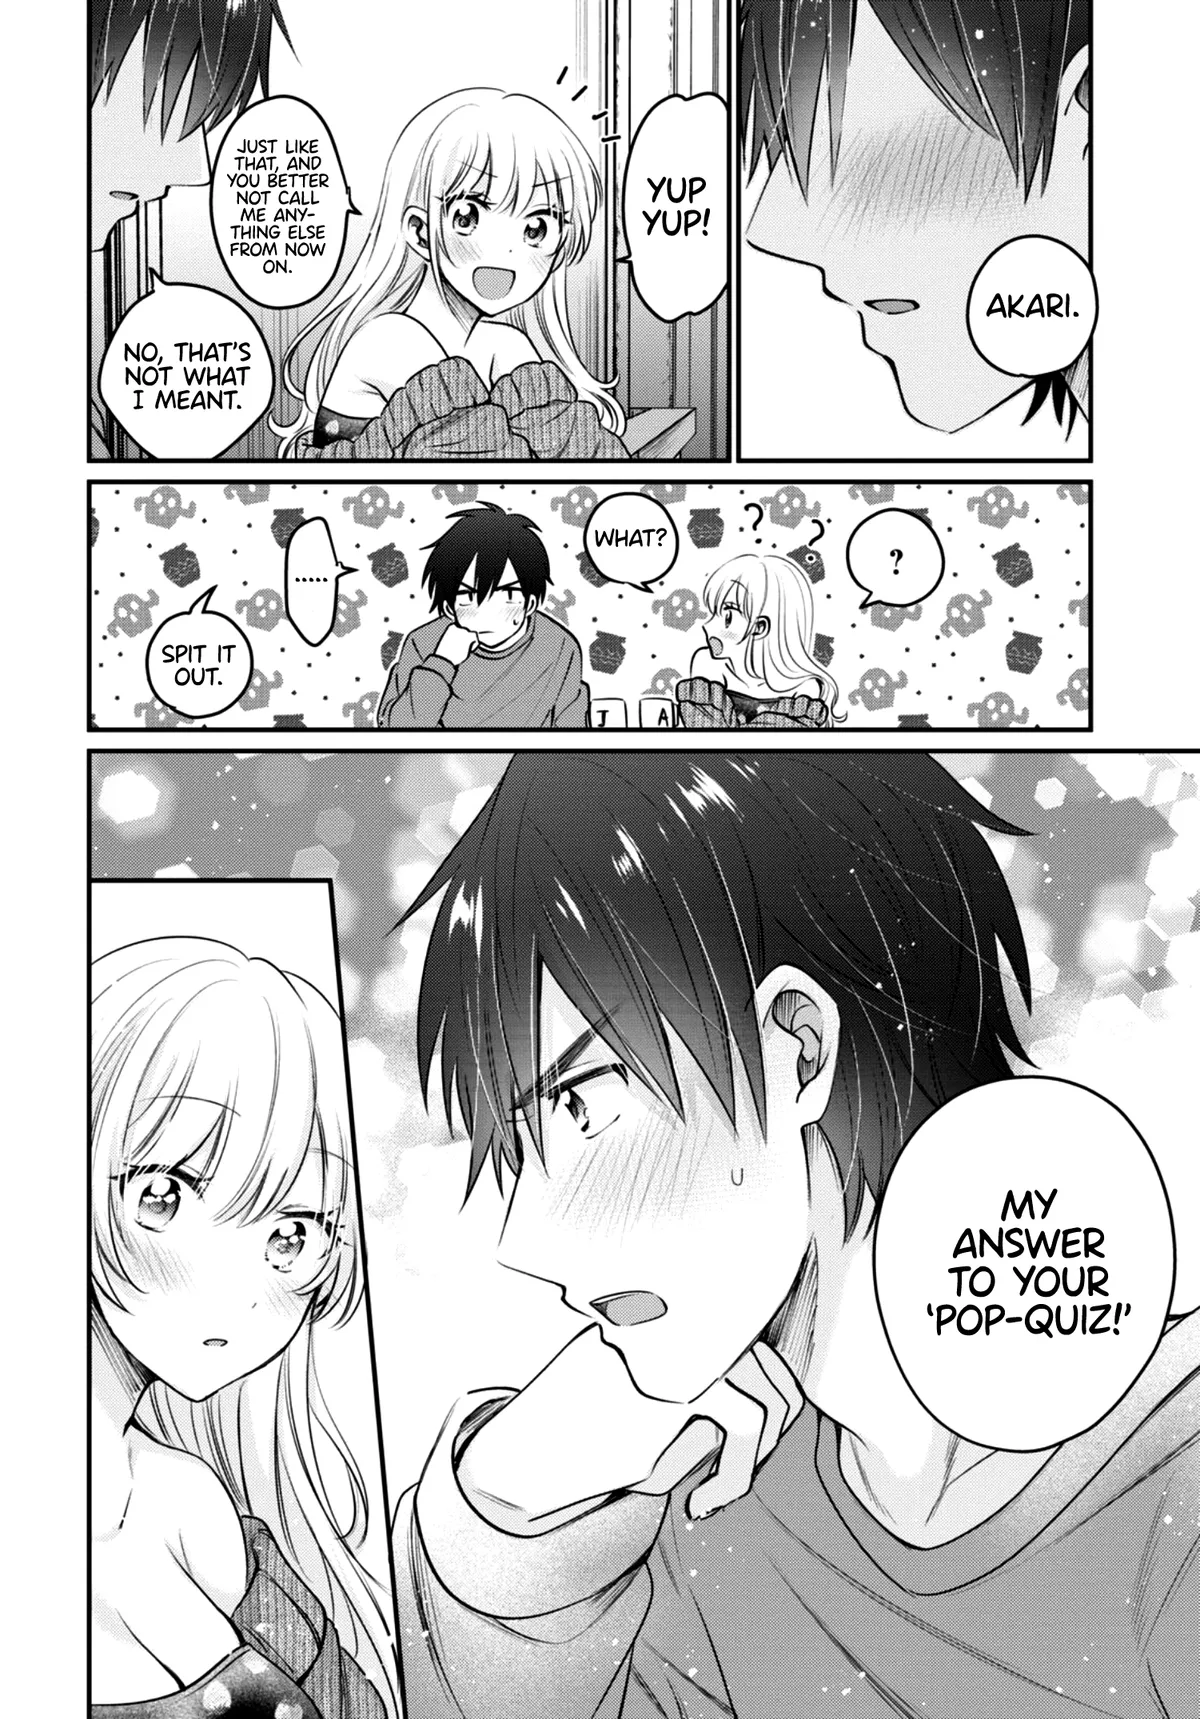 AKARI.
YUP
YUP!
JUST LIKE
THAT, AND
YOU BETTER
NOT CALL
ME ANY-
THING ELSE
FROM NOW
ON.
NO, THAT'S
NOT WHAT
I MEANT.
?
? ?
WHAT?
......
SPIT IT
OUT.
J A
MY
ANSWER
TO YOUR
'POP-QUIZ!'